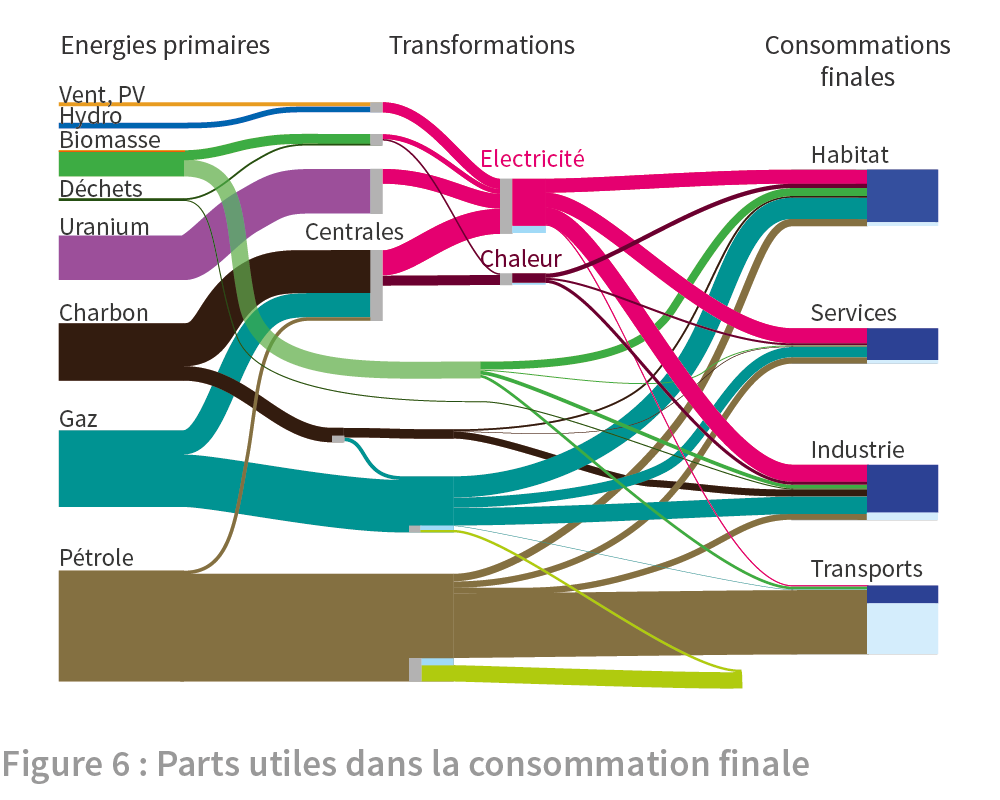 Energies primaires
Transformations
Consommations
finales
Vent, PV
Hydro
Biomasse
Déchets
Uranium
Charbon
Gaz
Pétrole
Centrales
Electricité
Chaleur
Habitat
Services
Industrie
Transports
Figure 6 : Parts utiles dans la consommation finale